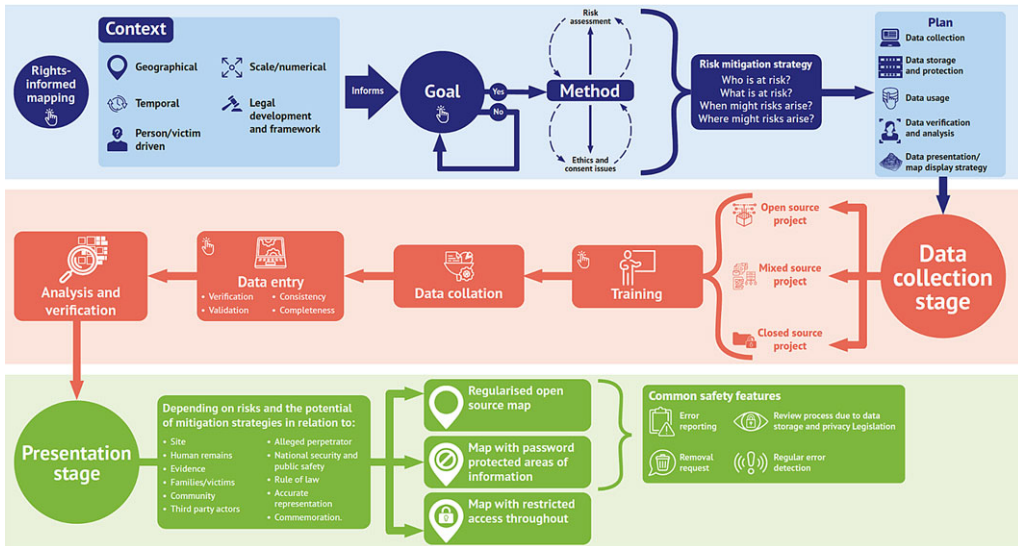 Rights-
informed
mapping
Context
Geographical
Temporal
Person/victim
driven
Scale/numerical
Legal
development
and framework
Informs
Goal
Yes
No
Risk
assessment
Method
Ethics and
consent issues
Risk mitigation strategy
Who is at risk?
What is at risk?
When might risks arise?
Where might risks arise?
Plan
Data collection
Data storage
and protection
Data usage
Data verification
and analysis
Data presentation/
map display strategy
Data
collection
stage
Open source
project
Mixed source
project
Closed source
project
Training
Data collation
Data entry
• Verification
• Validation
• Consistency
• Completeness
Analysis and
verification
Presentation
stage
Depending on risks and the potential
of mitigation strategies in relation to:
• Site
• Human remains
• Evidence
• Families/victims
• Community
• Third party actors
• Alleged perpetrator
• National security and
public safety
• Rule of law
• Accurate
representation
• Commemoration.
Regularised open
source map
Map with password
protected areas of
information
Map with restricted
access throughout
Common safety features
Error
reporting
Review process due to data
storage and privacy Legislation
Removal
request
Regular error
detection